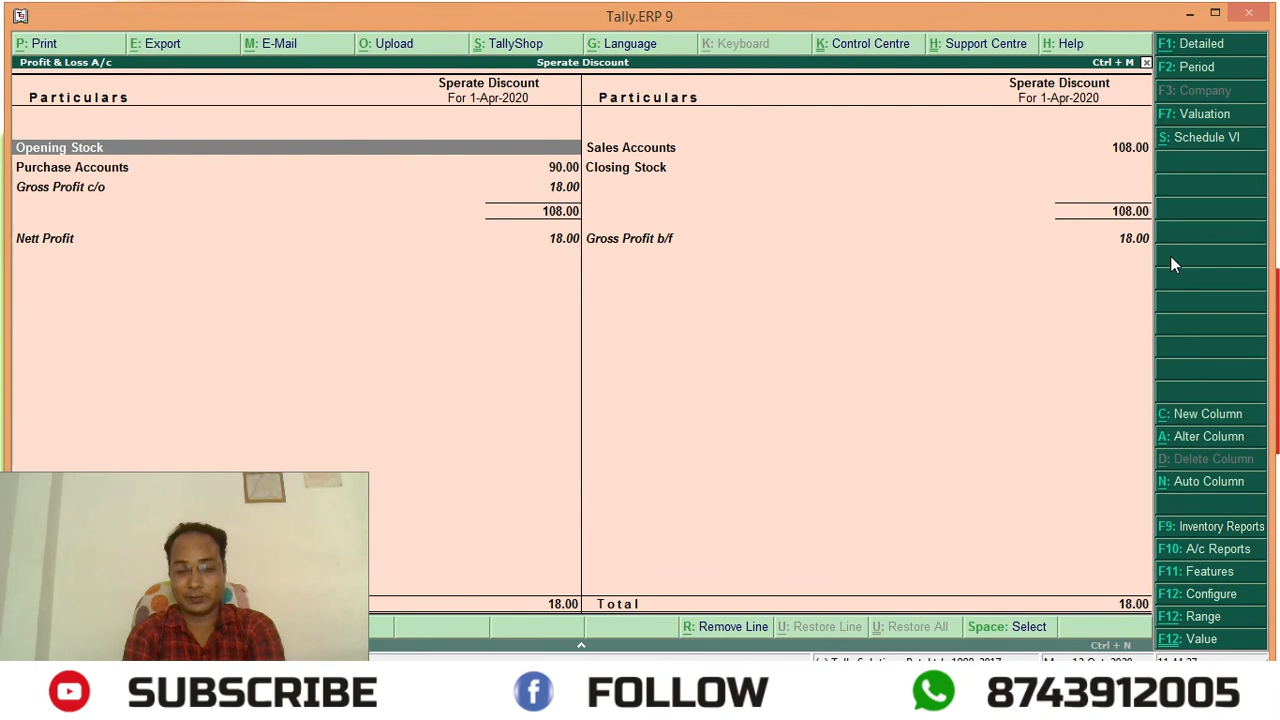 Tally.ERP 9
P: Print E: Export M: E-Mail O: Upload S: TallyShop G: Language K: Keyboard K: Control Centre H: Support Centre H: Help
Profit & Loss A/c Sperate Discount Ctrl + M
Particulars Sperate Discount Particulars Sperate Discount
For 1-Apr-2020 For 1-Apr-2020
Opening Stock Sales Accounts 108.00
Purchase Accounts 90.00 Closing Stock
Gross Profit c/o 18.00
108.00 108.00
Nett Profit 18.00 Gross Profit b/f 18.00
18.00 Total 18.00
R: Remove Line U: Restore Line U: Restore All Space: Select
Ctrl + N
F1: Detailed
F2: Period
F3: Company
F7: Valuation
S: Schedule VI
C: New Column
A: Alter Column
D: Delete Column
N: Auto Column
F9: Inventory Reports
F10: A/c Reports
F11: Features
F12: Configure
F12: Range
F12: Value
SUBSCRIBE FOLLOW 8743912005